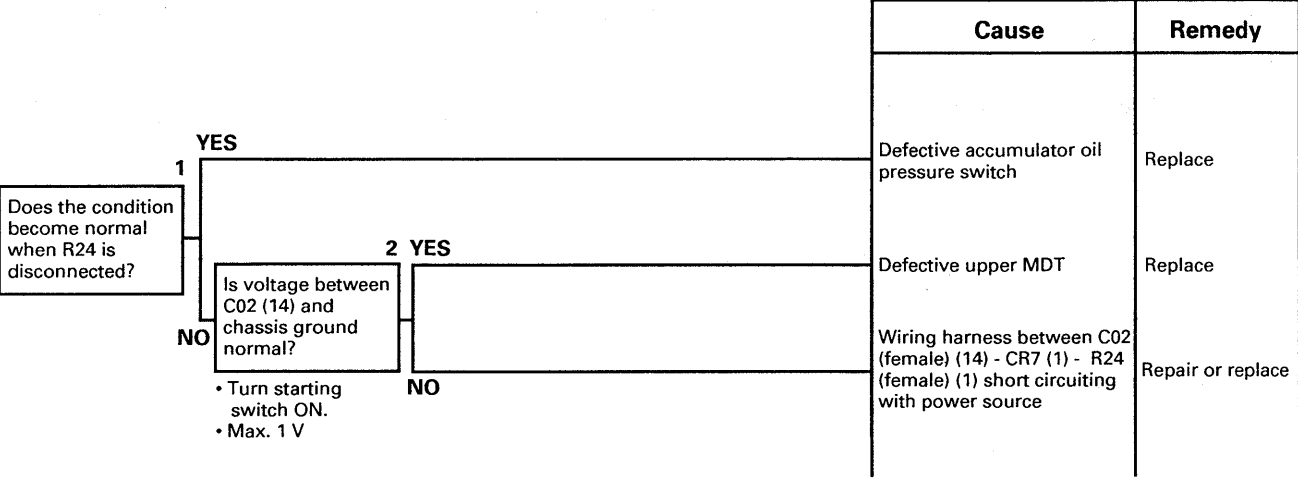 Cause
Remedy
YES
1
Defective accumulator oil
pressure switch
Replace
Does the condition
become normal
when R24 is
disconnected?
2 YES
Defective upper MDT
Replace
Is voltage between
C02 (14) and
chassis ground
normal?
NO
Wiring harness between C02
(female) (14) - CR7 (1) - R24
(female) (1) short circuiting
with power source
Repair or replace
NO
• Turn starting
switch ON.
• Max. 1 V